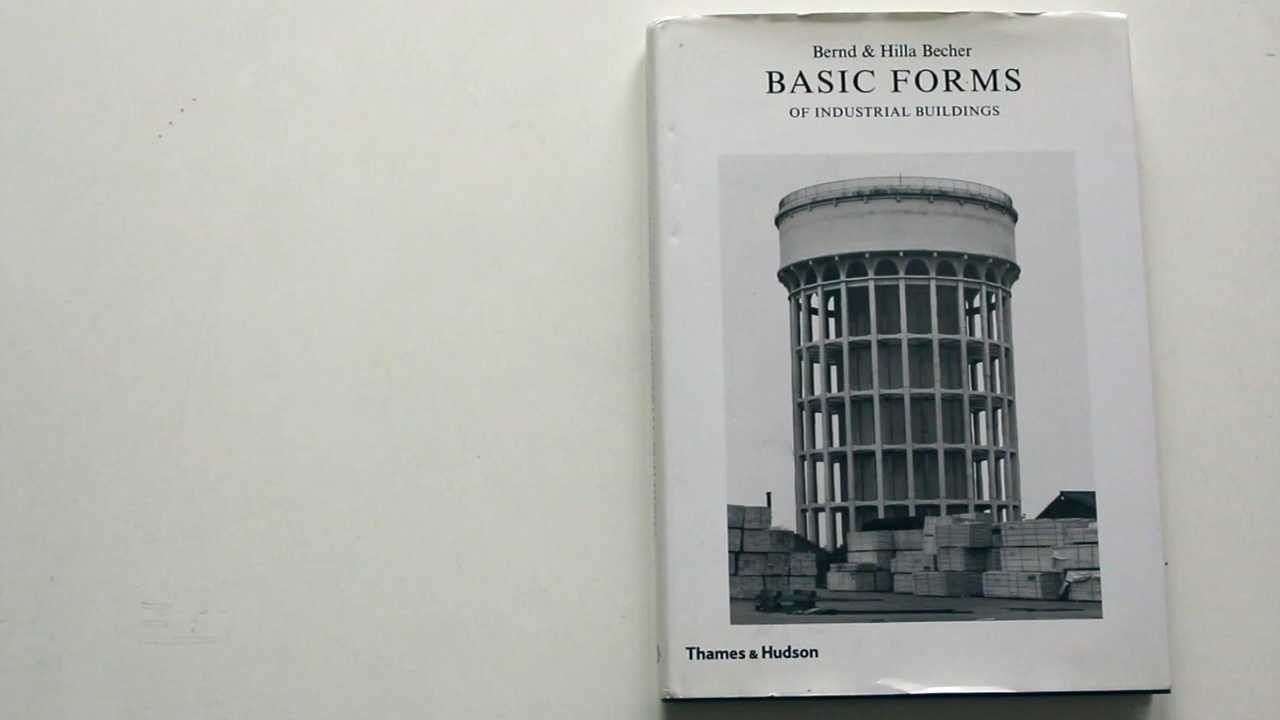 Bernd & Hilla Becher
BASIC FORMS
OF INDUSTRIAL BUILDINGS
Thames & Hudson